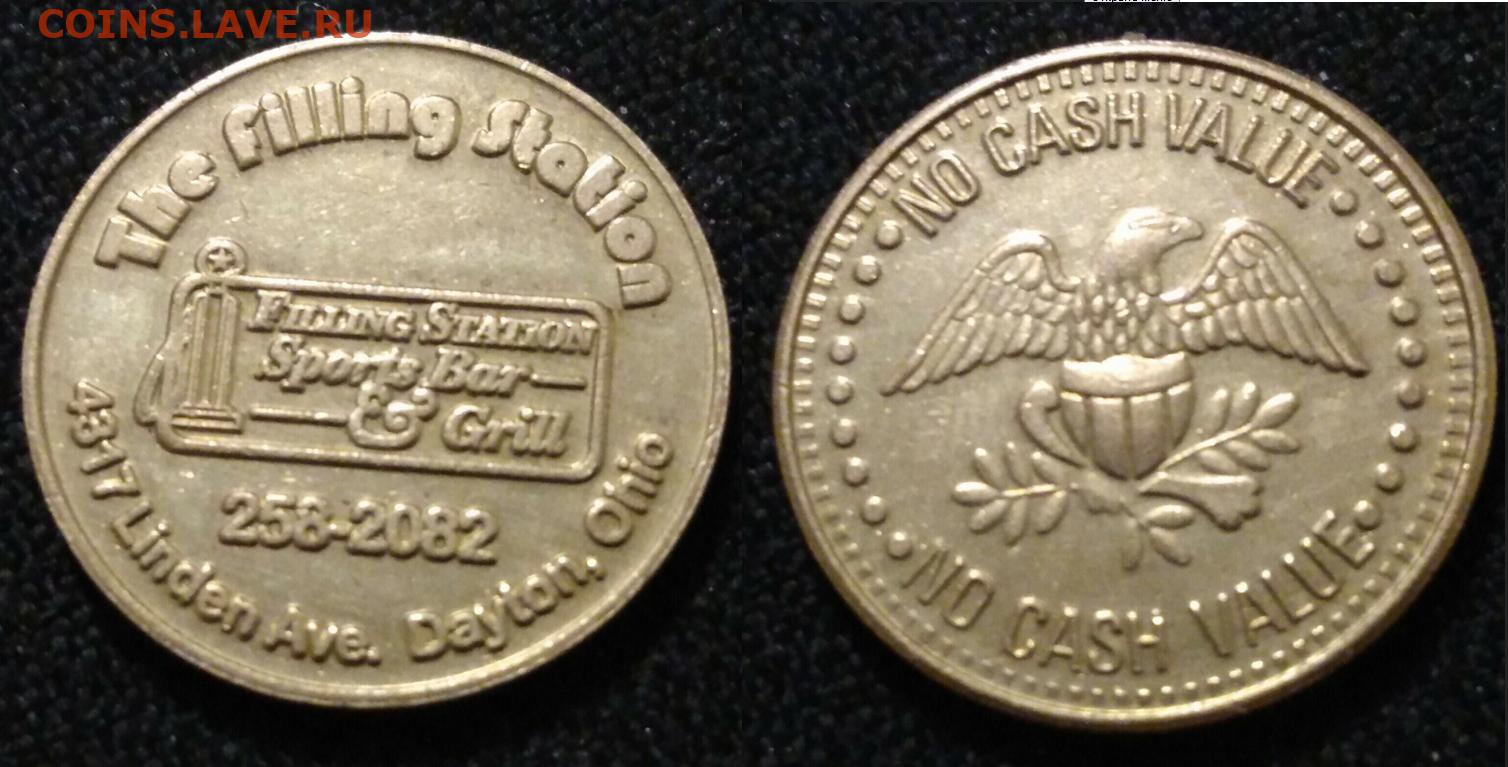 COINS.LAVE.RU
The Filling Station
FILLING STATION
Sports Bar
& Grill
258-2082
4317 Linden Ave. Dayton, Ohio
NO CASH VALUE
NO CASH VALUE